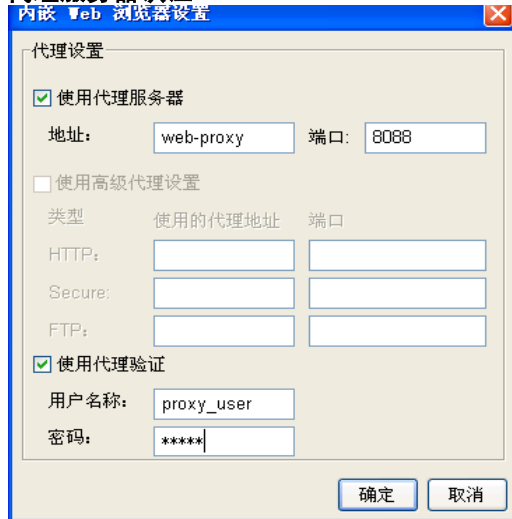 内嵌 Web 浏览器设置
代理设置
使用代理服务器
地址: web-proxy 端口: 8088
使用高级代理设置
类型 使用的代理地址 端口
HTTP:
Secure:
FTP:
使用代理验证
用户名称: proxy_user
密码: *****
确定 取消